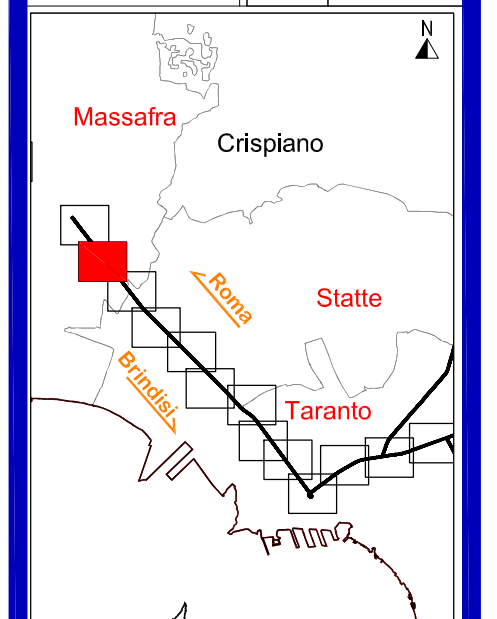 N
Massafra
Crispiano
Roma
Statte
Brindisi
Taranto